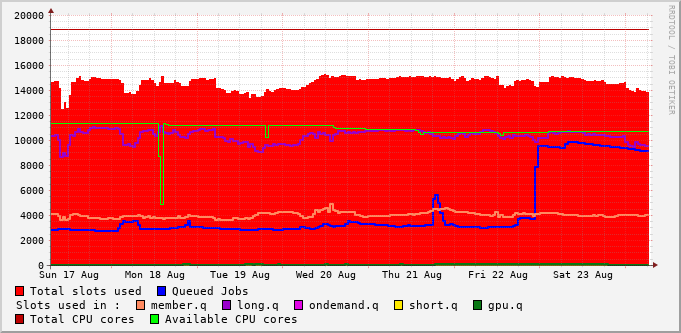 20000
18000
16000
14000
12000
10000
8000
6000
4000
2000
0
Sun 17 Aug Mon 18 Aug Tue 19 Aug Wed 20 Aug Thu 21 Aug Fri 22 Aug Sat 23 Aug
Total slots used Queued Jobs
Slots used in : member.q long.q ondemand.q short.q gpu.q
Total CPU cores Available CPU cores
RRDTOOL / TOBI OETIKER